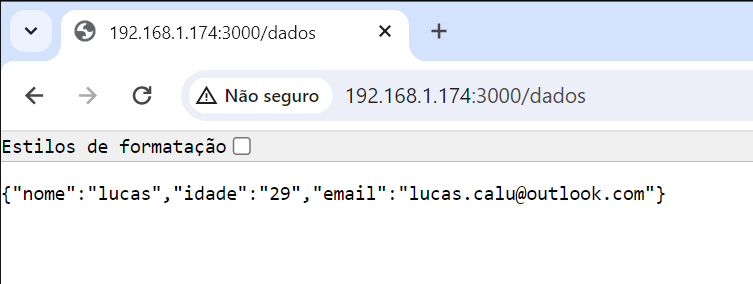 192.168.1.174:3000/dados
Não seguro
192.168.1.174:3000/dados
Estilos de formatação
{"nome":"lucas","idade":"29","email":"lucas.calu@outlook.com"}